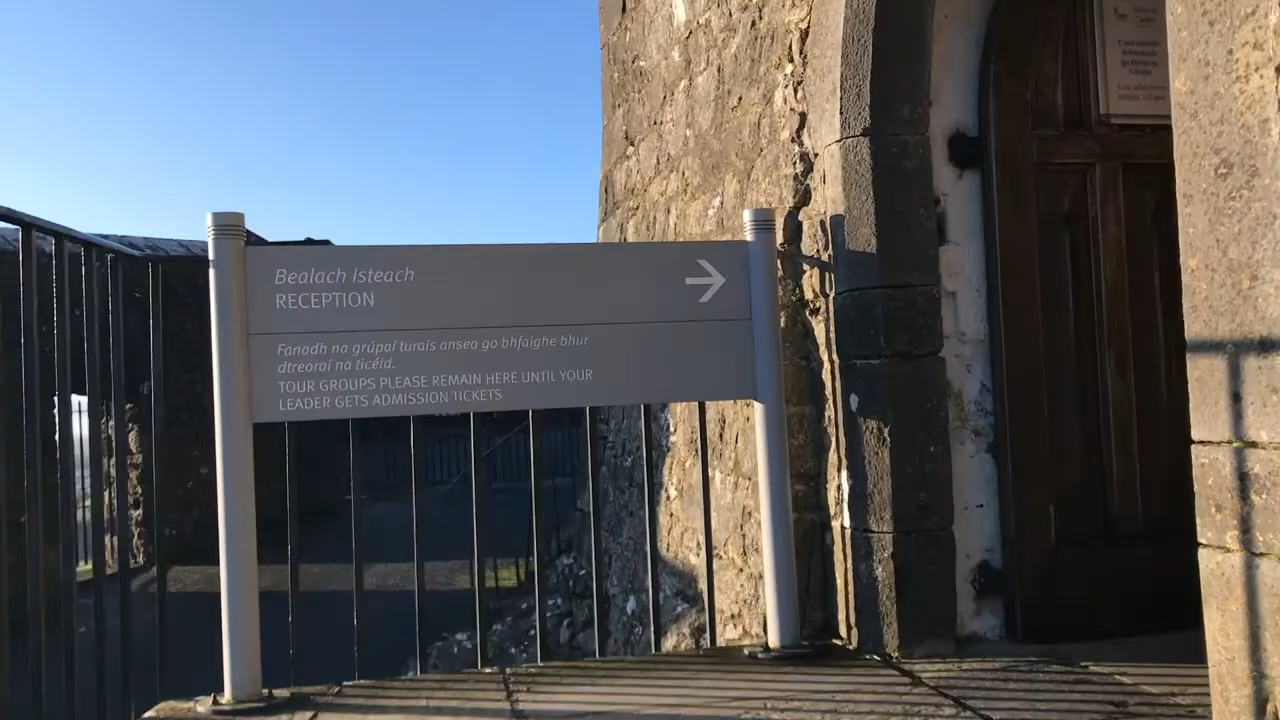 Bealach Isteach
RECEPTION
Fanadh na grúpaí turais anseo go bhfaighe bhur
dtreoraí na ticéid.
TOUR GROUPS PLEASE REMAIN HERE UNTIL YOUR
LEADER GETS ADMISSION TICKETS